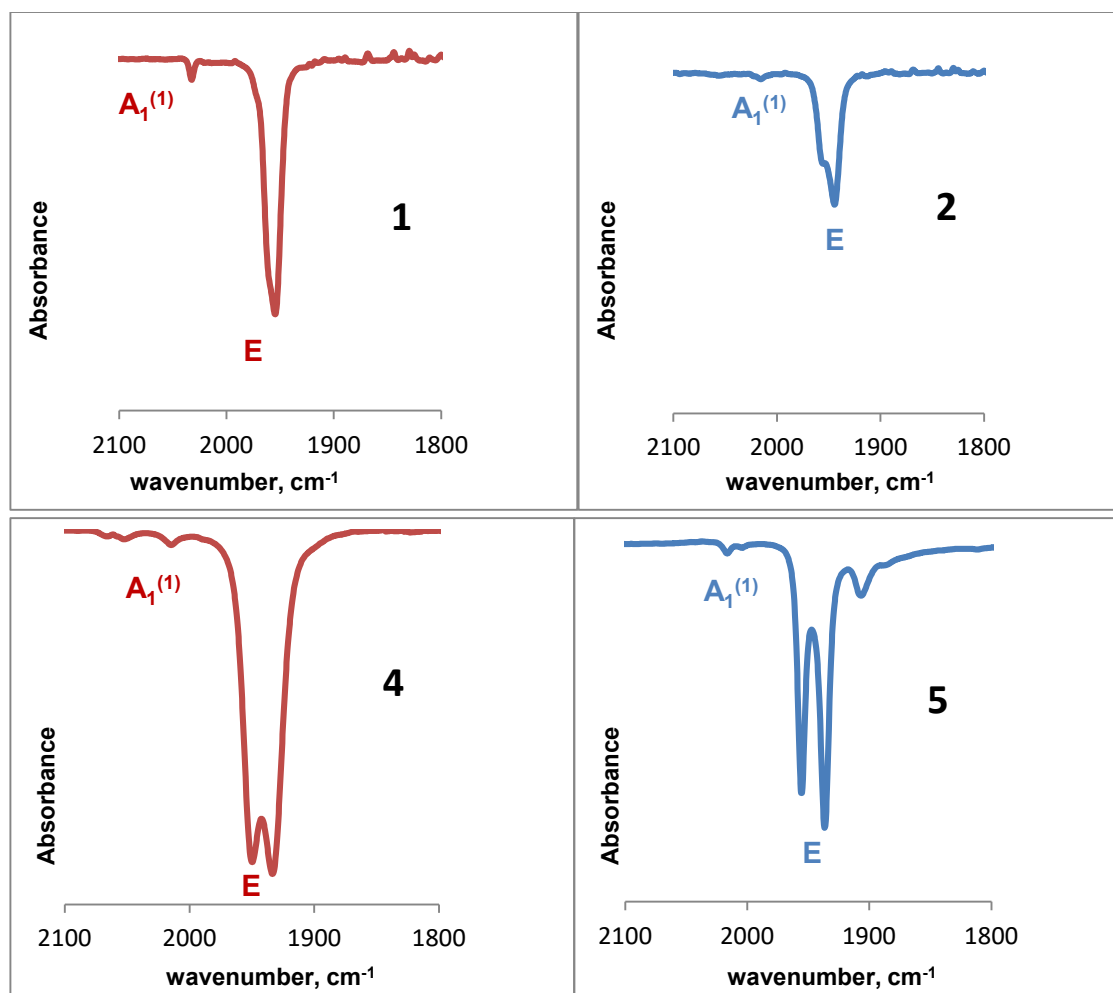 A₁⁽¹⁾
E
1
Absorbance
2100 2000 1900 1800
wavenumber, cm⁻¹
A₁⁽¹⁾
E
2
Absorbance
2100 2000 1900 1800
wavenumber, cm⁻¹
A₁⁽¹⁾
E
4
Absorbance
2100 2000 1900 1800
wavenumber, cm⁻¹
A₁⁽¹⁾
E
5
Absorbance
2100 2000 1900 1800
wavenumber, cm⁻¹